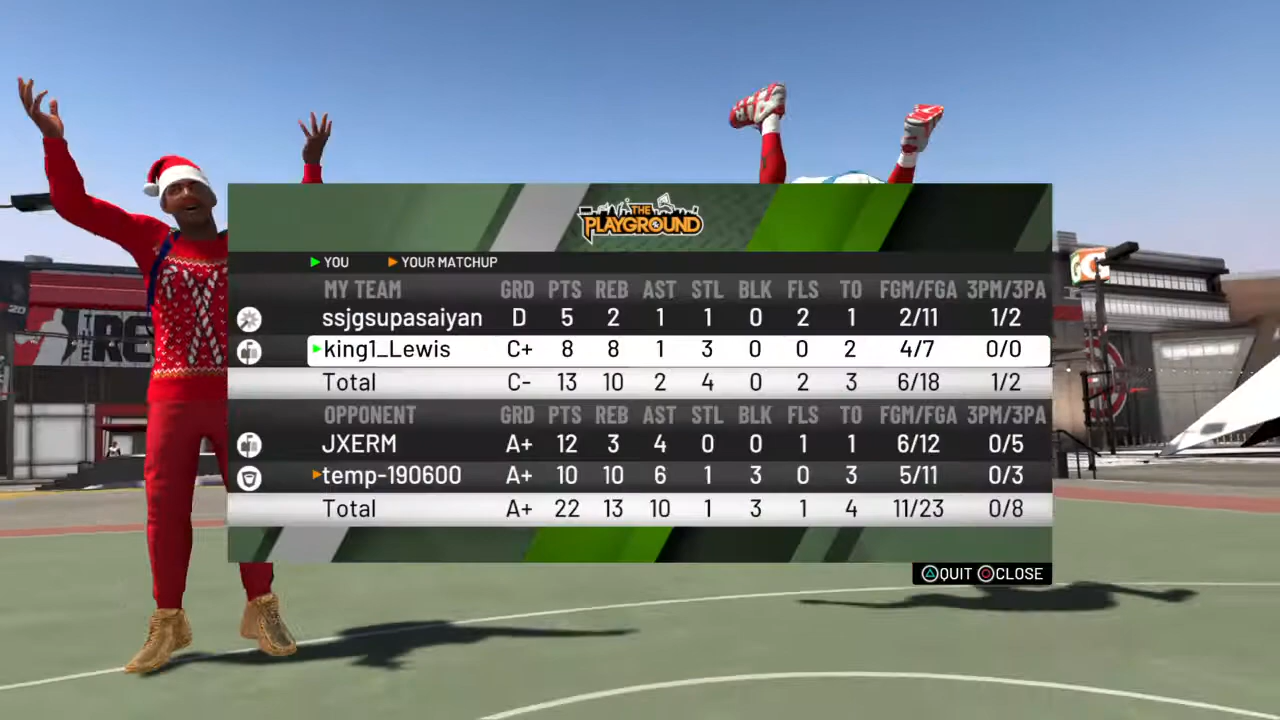 THE
PLAYGROUND
YOU YOUR MATCHUP
MY TEAM GRD PTS REB AST STL BLK FLS TO FGM/FGA 3PM/3PA
ssjgsupasaiyan D 5 2 1 1 0 2 1 2/11 1/2
king1_Lewis C+ 8 8 1 3 0 0 2 4/7 0/0
Total C- 13 10 2 4 0 2 3 6/18 1/2
OPPONENT GRD PTS REB AST STL BLK FLS TO FGM/FGA 3PM/3PA
JXERM A+ 12 3 4 0 0 1 1 6/12 0/5
temp-190600 A+ 10 10 6 1 3 0 3 5/11 0/3
Total A+ 22 13 10 1 3 1 4 11/23 0/8
QUIT CLOSE
20
THE